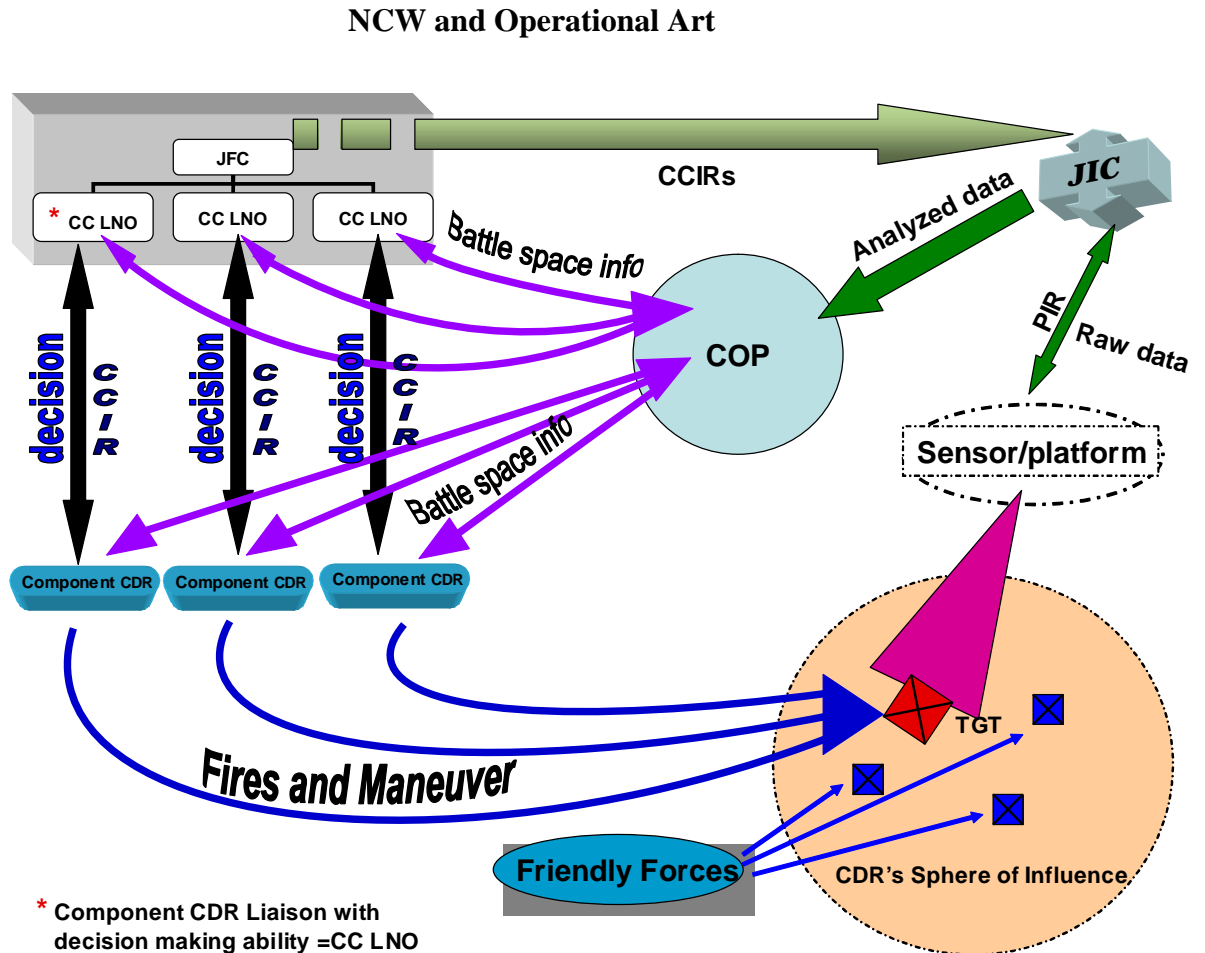 NCW and Operational Art
JFC
* CC LNO
CC LNO
CC LNO
CCIRs
JIC
Battle space info
Analyzed data
PIR
Raw data
COP
decision
CCIR
decision
CCIR
decision
CCIR
Battle space info
Sensor/platform
Component CDR
Component CDR
Component CDR
TGT
Fires and Maneuver
Friendly Forces
CDR's Sphere of Influence
* Component CDR Liaison with
decision making ability =CC LNO